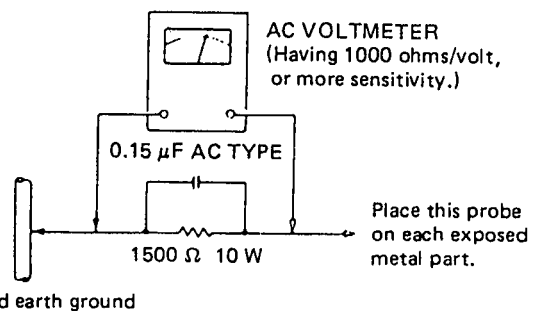 AC VOLTMETER
(Having 1000 ohms/volt,
or more sensitivity.)
0.15 μF AC TYPE
Place this probe
on each exposed
metal part.
1500 Ω 10 W
d earth ground